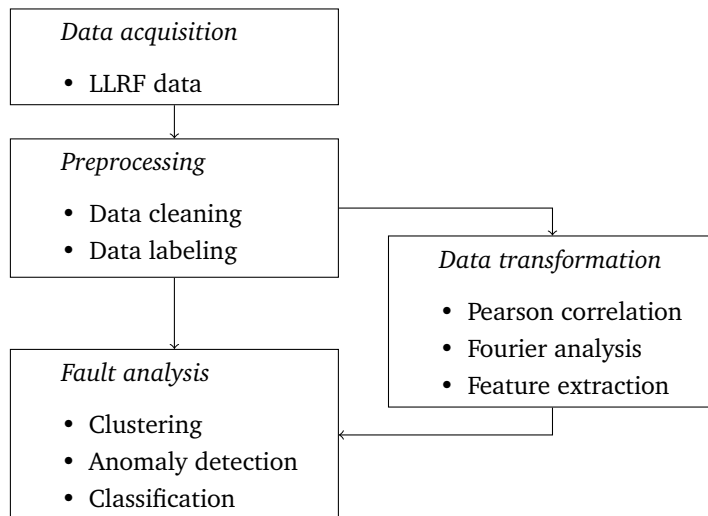 Data acquisition
• LLRF data
Preprocessing
• Data cleaning
• Data labeling
Data transformation
• Pearson correlation
• Fourier analysis
• Feature extraction
Fault analysis
• Clustering
• Anomaly detection
• Classification